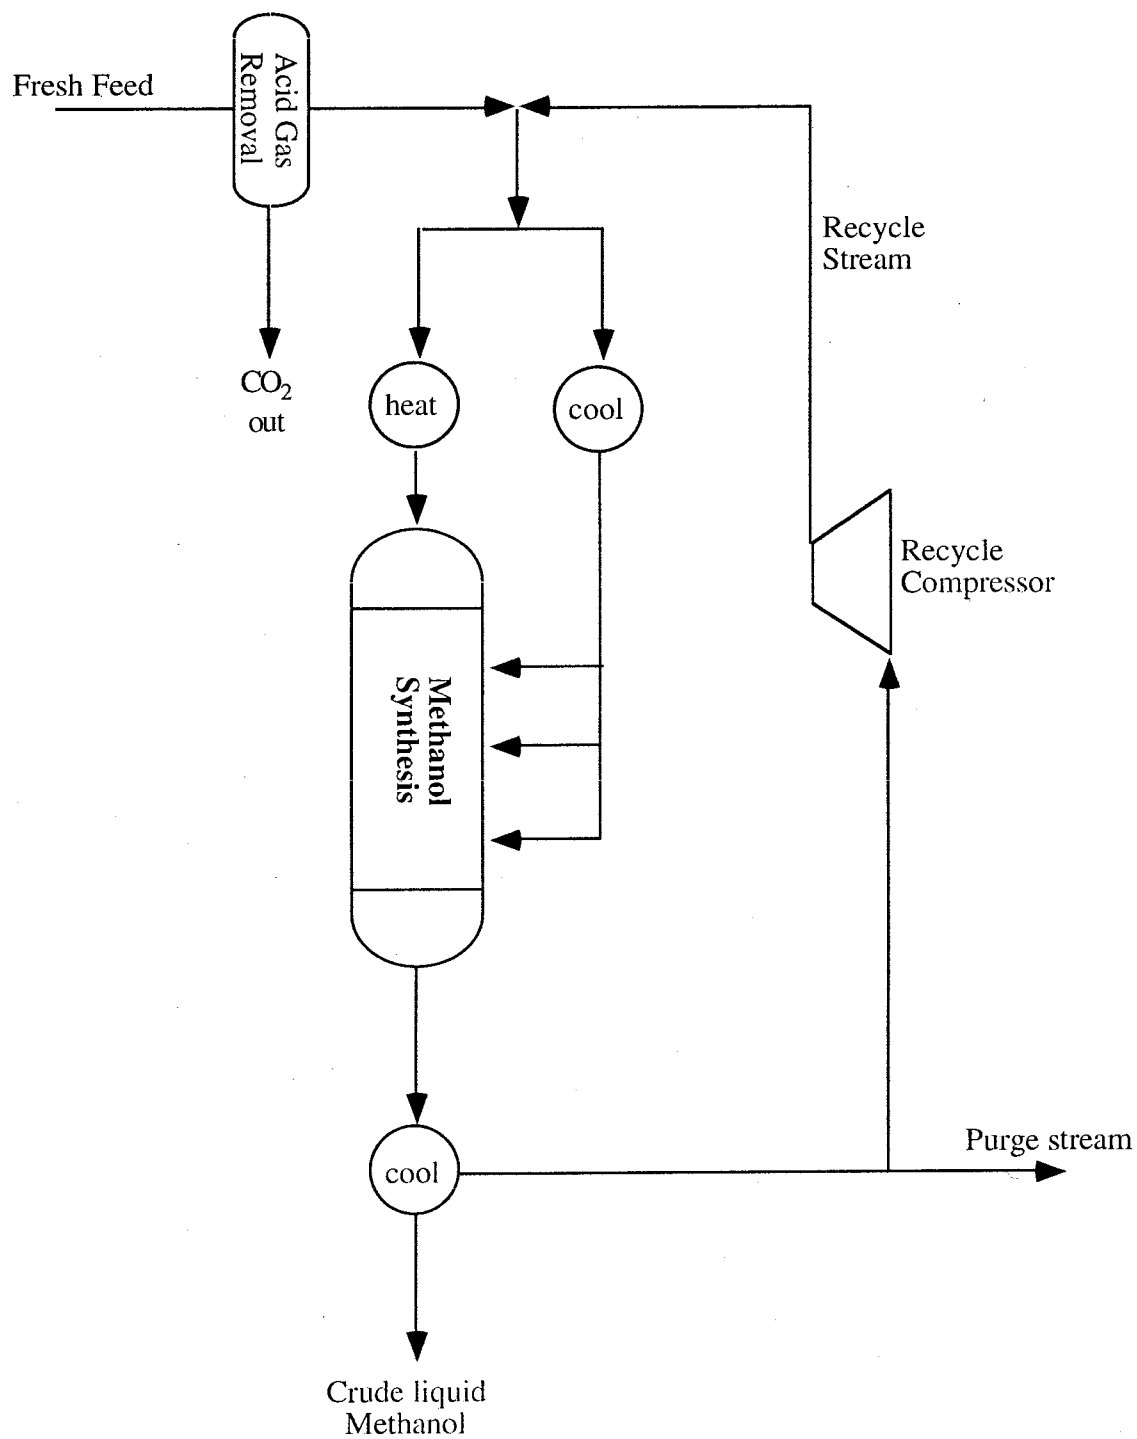 Fresh Feed
Acid Gas
Removal
CO2
out
Recycle
Stream
heat
cool
Recycle
Compressor
Methanol
Synthesis
Purge stream
cool
Crude liquid
Methanol